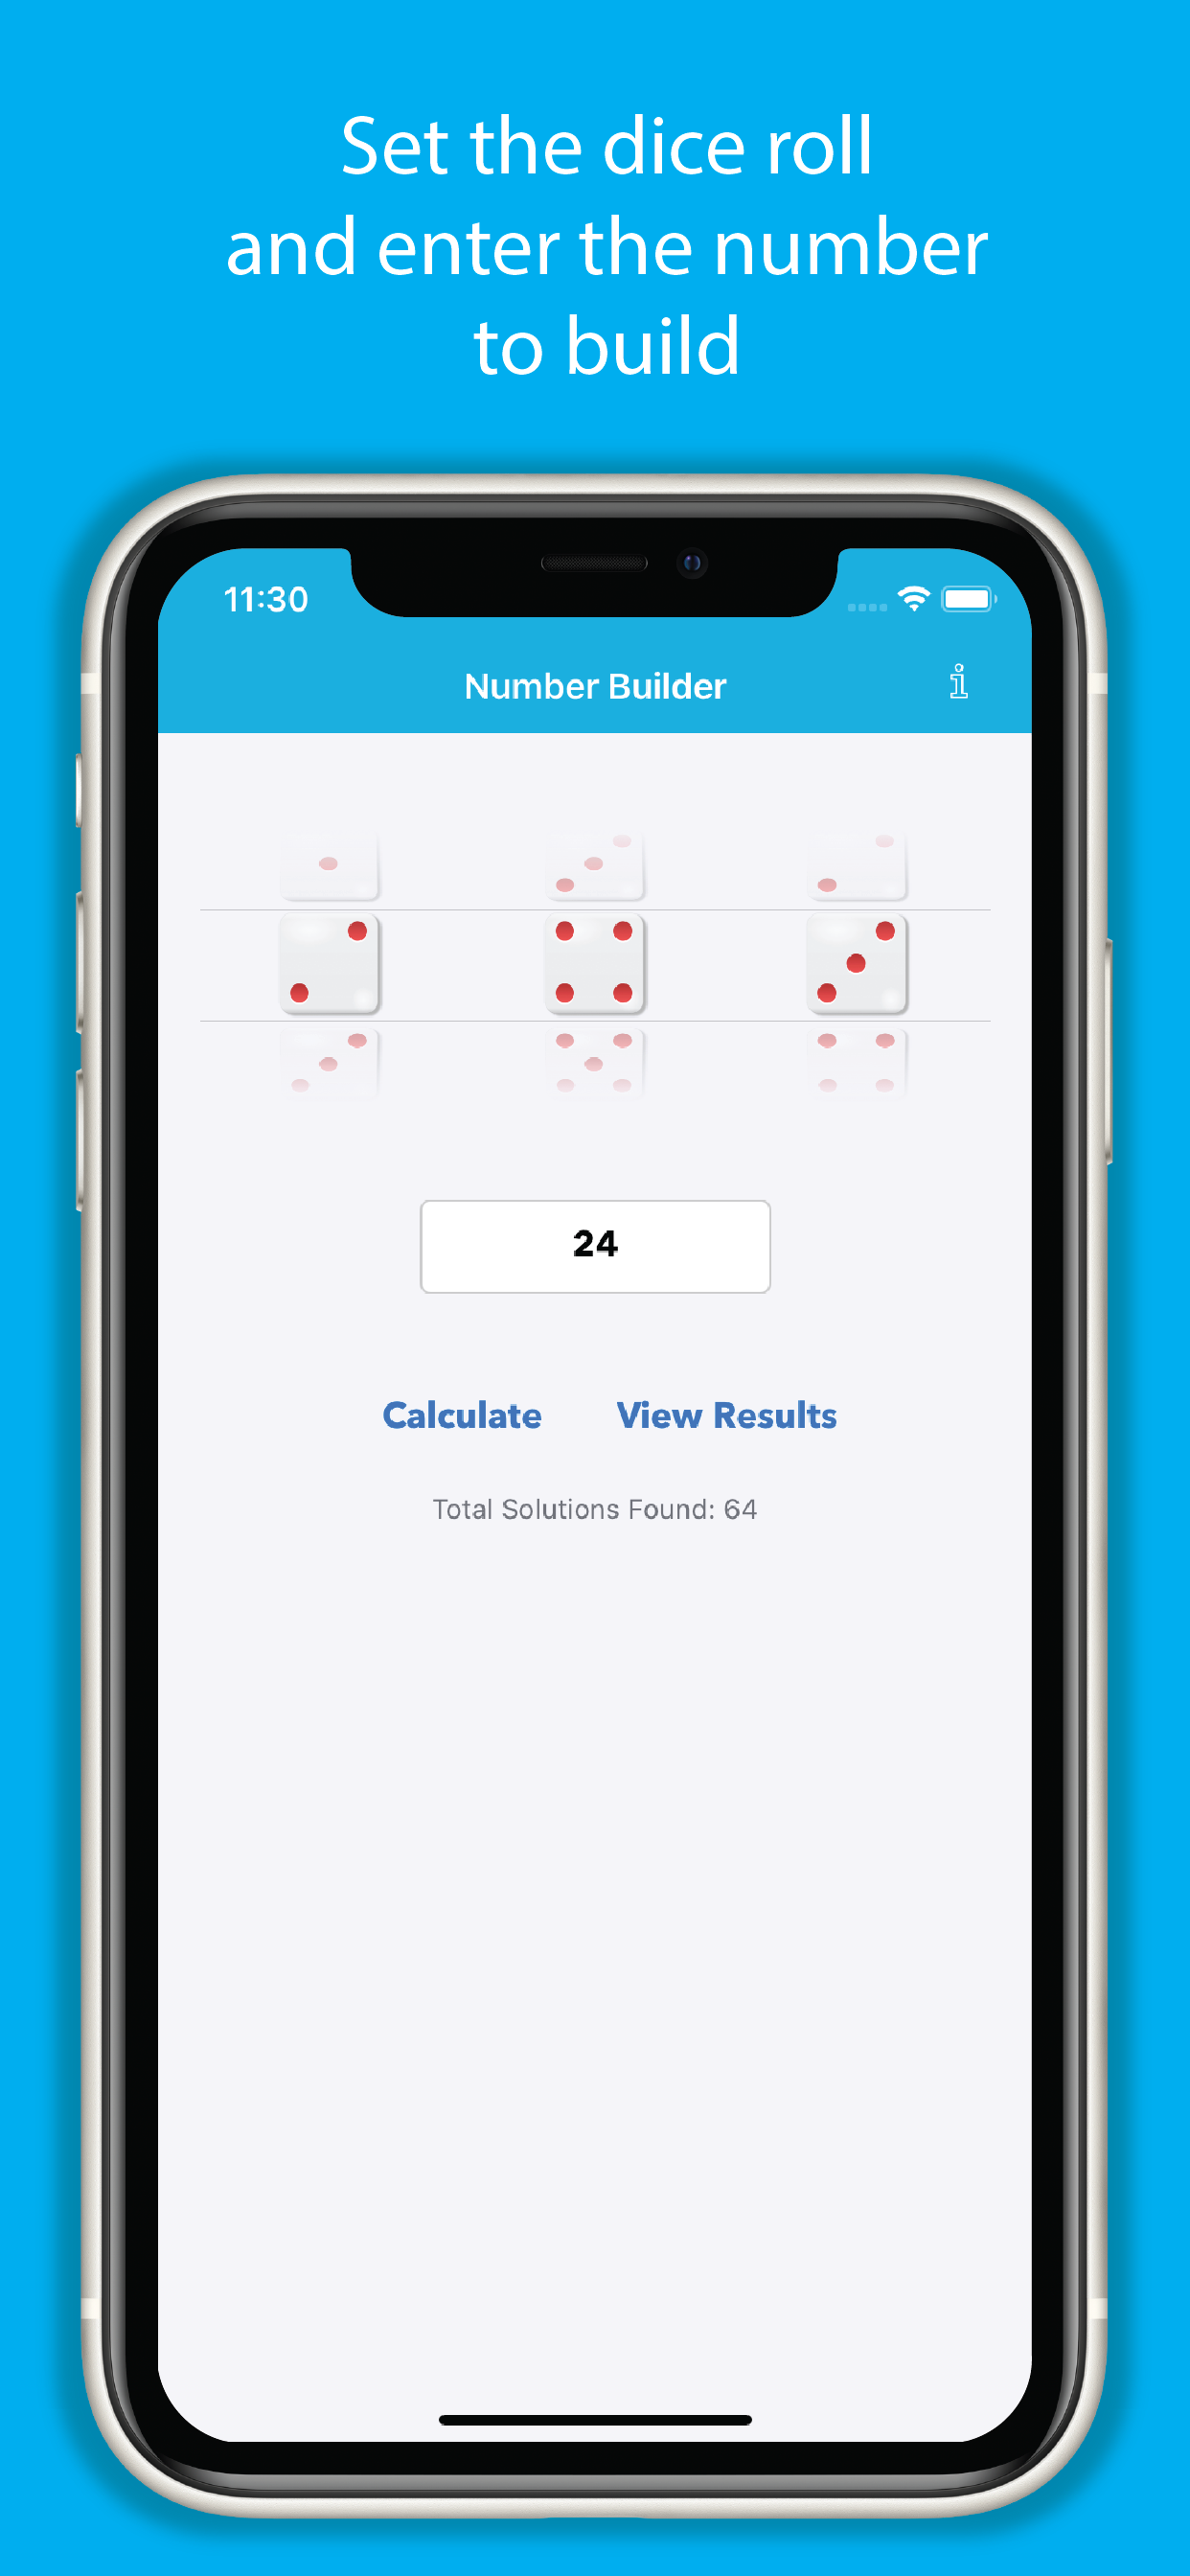 Set the dice roll
and enter the number
to build
11:30
Number Builder
24
Calculate View Results
Total Solutions Found: 64